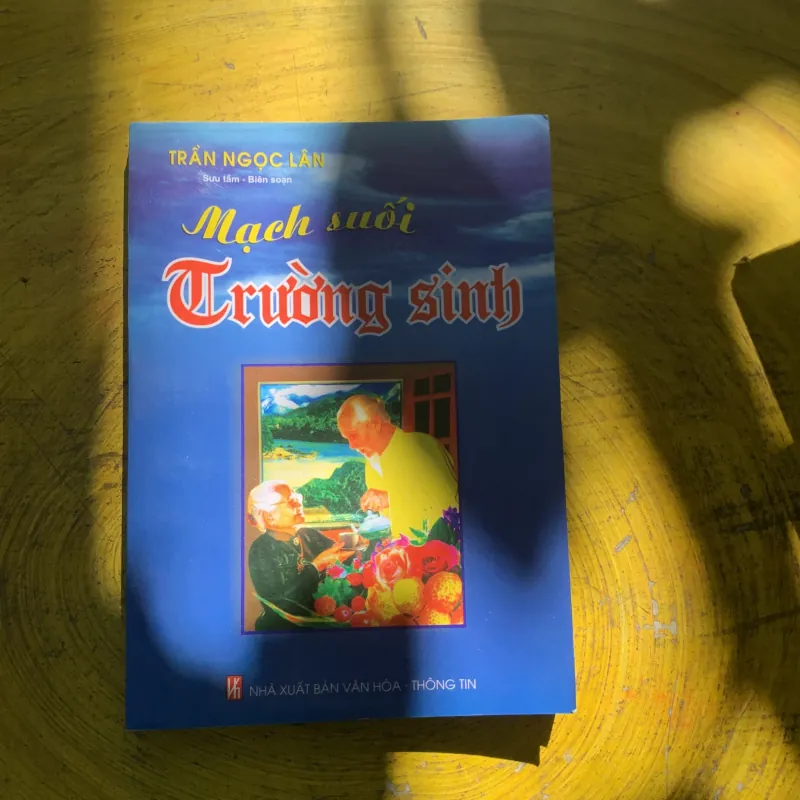 TRẦN NGỌC LÂN
Sưu tầm - Biên soạn
Mạch suối
Trường sinh
NHÀ XUẤT BẢN VĂN HÓA - THÔNG TIN